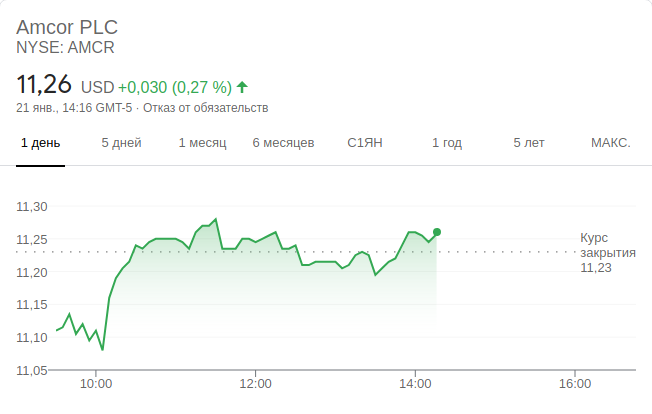 Amcor PLC
NYSE: AMCR
11,26 USD +0,030 (0,27 %)
21 янв., 14:16 GMT-5 · Отказ от обязательств
1 день 5 дней 1 месяц 6 месяцев С1ЯН 1 год 5 лет МАКС.
11,30
11,25
11,20
11,15
11,10
11,05
Курс
закрытия
11,23
10:00 12:00 14:00 16:00